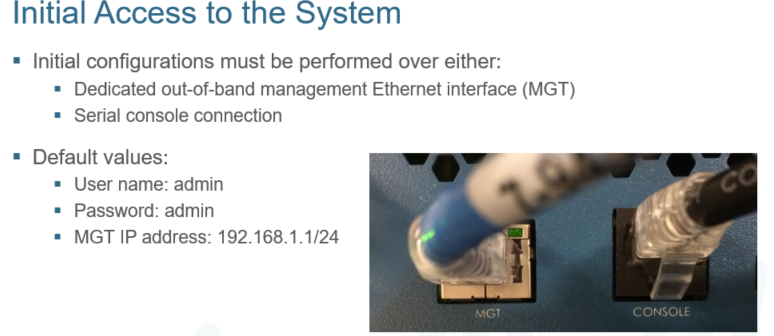 Initial Access to the System
Initial configurations must be performed over either:
Dedicated out-of-band management Ethernet interface (MGT)
Serial console connection
Default values:
User name: admin
Password: admin
MGT IP address: 192.168.1.1/24
CO
MGT
CONSOLE